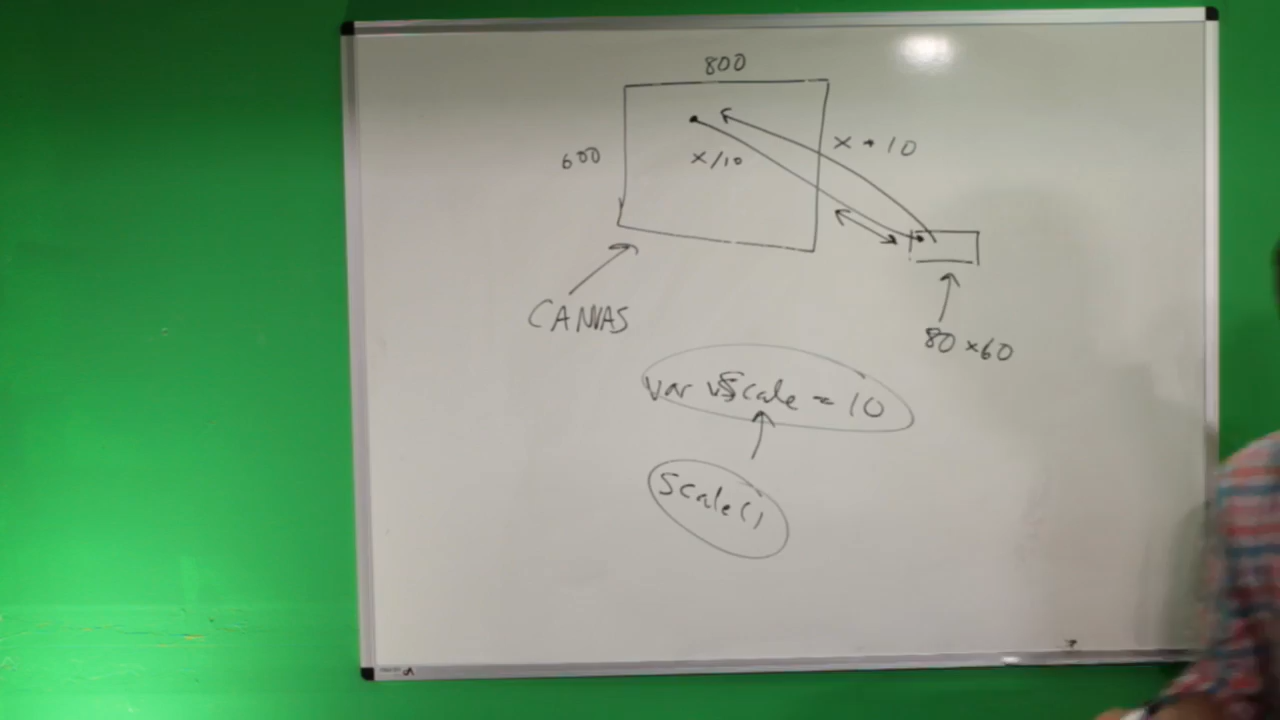 800
600
x/10
x * 10
CANVAS
80 x 60
var vScale = 10
scale()